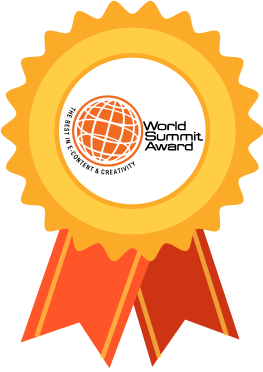 THE BEST IN E-CONTENT & CREATIVITY
World
Summit
Award